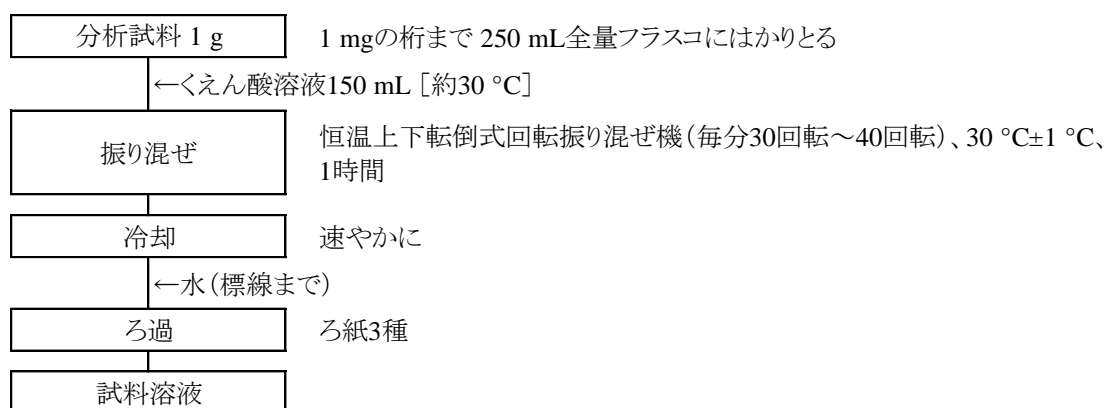 分析試料 1 g
1 mgの桁まで 250 mL全量フラスコにはかりとる
←くえん酸溶液150 mL [約30 °C]
振り混ぜ
恒温上下転倒式回転振り混ぜ機(毎分30回転~40回転)、30 °C±1 °C、
1時間
冷却
速やかに
←水(標線まで)
ろ過
ろ紙3種
試料溶液